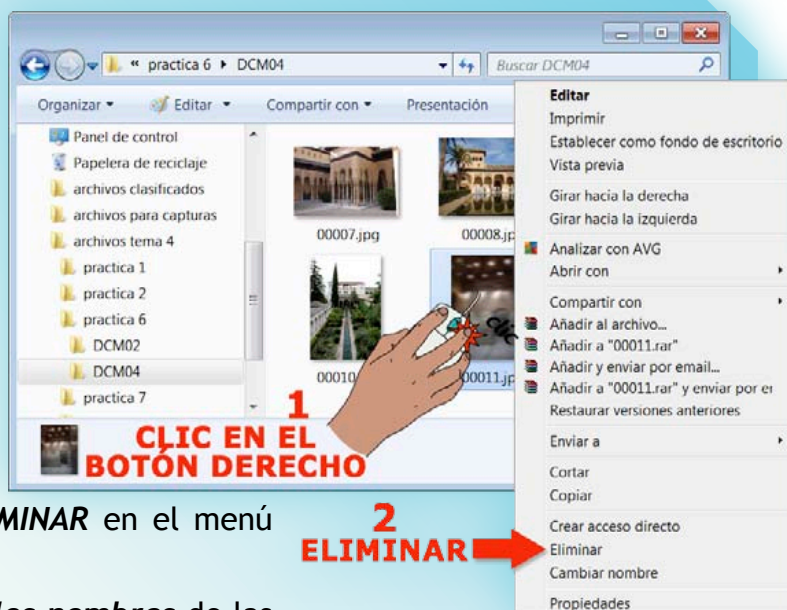 « practica 6 ▸ DCM04
Buscar DCM04
Organizar
Editar
Compartir con
Presentación
Panel de control
Papelera de reciclaje
archivos clasificados
archivos para capturas
archivos tema 4
practica 1
practica 2
practica 6
DCM02
DCM04
practica 7
00007.jpg
00008.jp
00010
00011.jp
clic
1
CLIC EN EL
BOTÓN DERECHO
Editar
Imprimir
Establecer como fondo de escritorio
Vista previa
Girar hacia la derecha
Girar hacia la izquierda
Analizar con AVG
Abrir con
Compartir con
Añadir al archivo...
Añadir a "00011.rar"
Añadir y enviar por email...
Añadir a "00011.rar" y enviar por er
Restaurar versiones anteriores
Enviar a
Cortar
Copiar
Crear acceso directo
Eliminar
Cambiar nombre
Propiedades
2
ELIMINAR
MINAR en el menú
los nombres de los